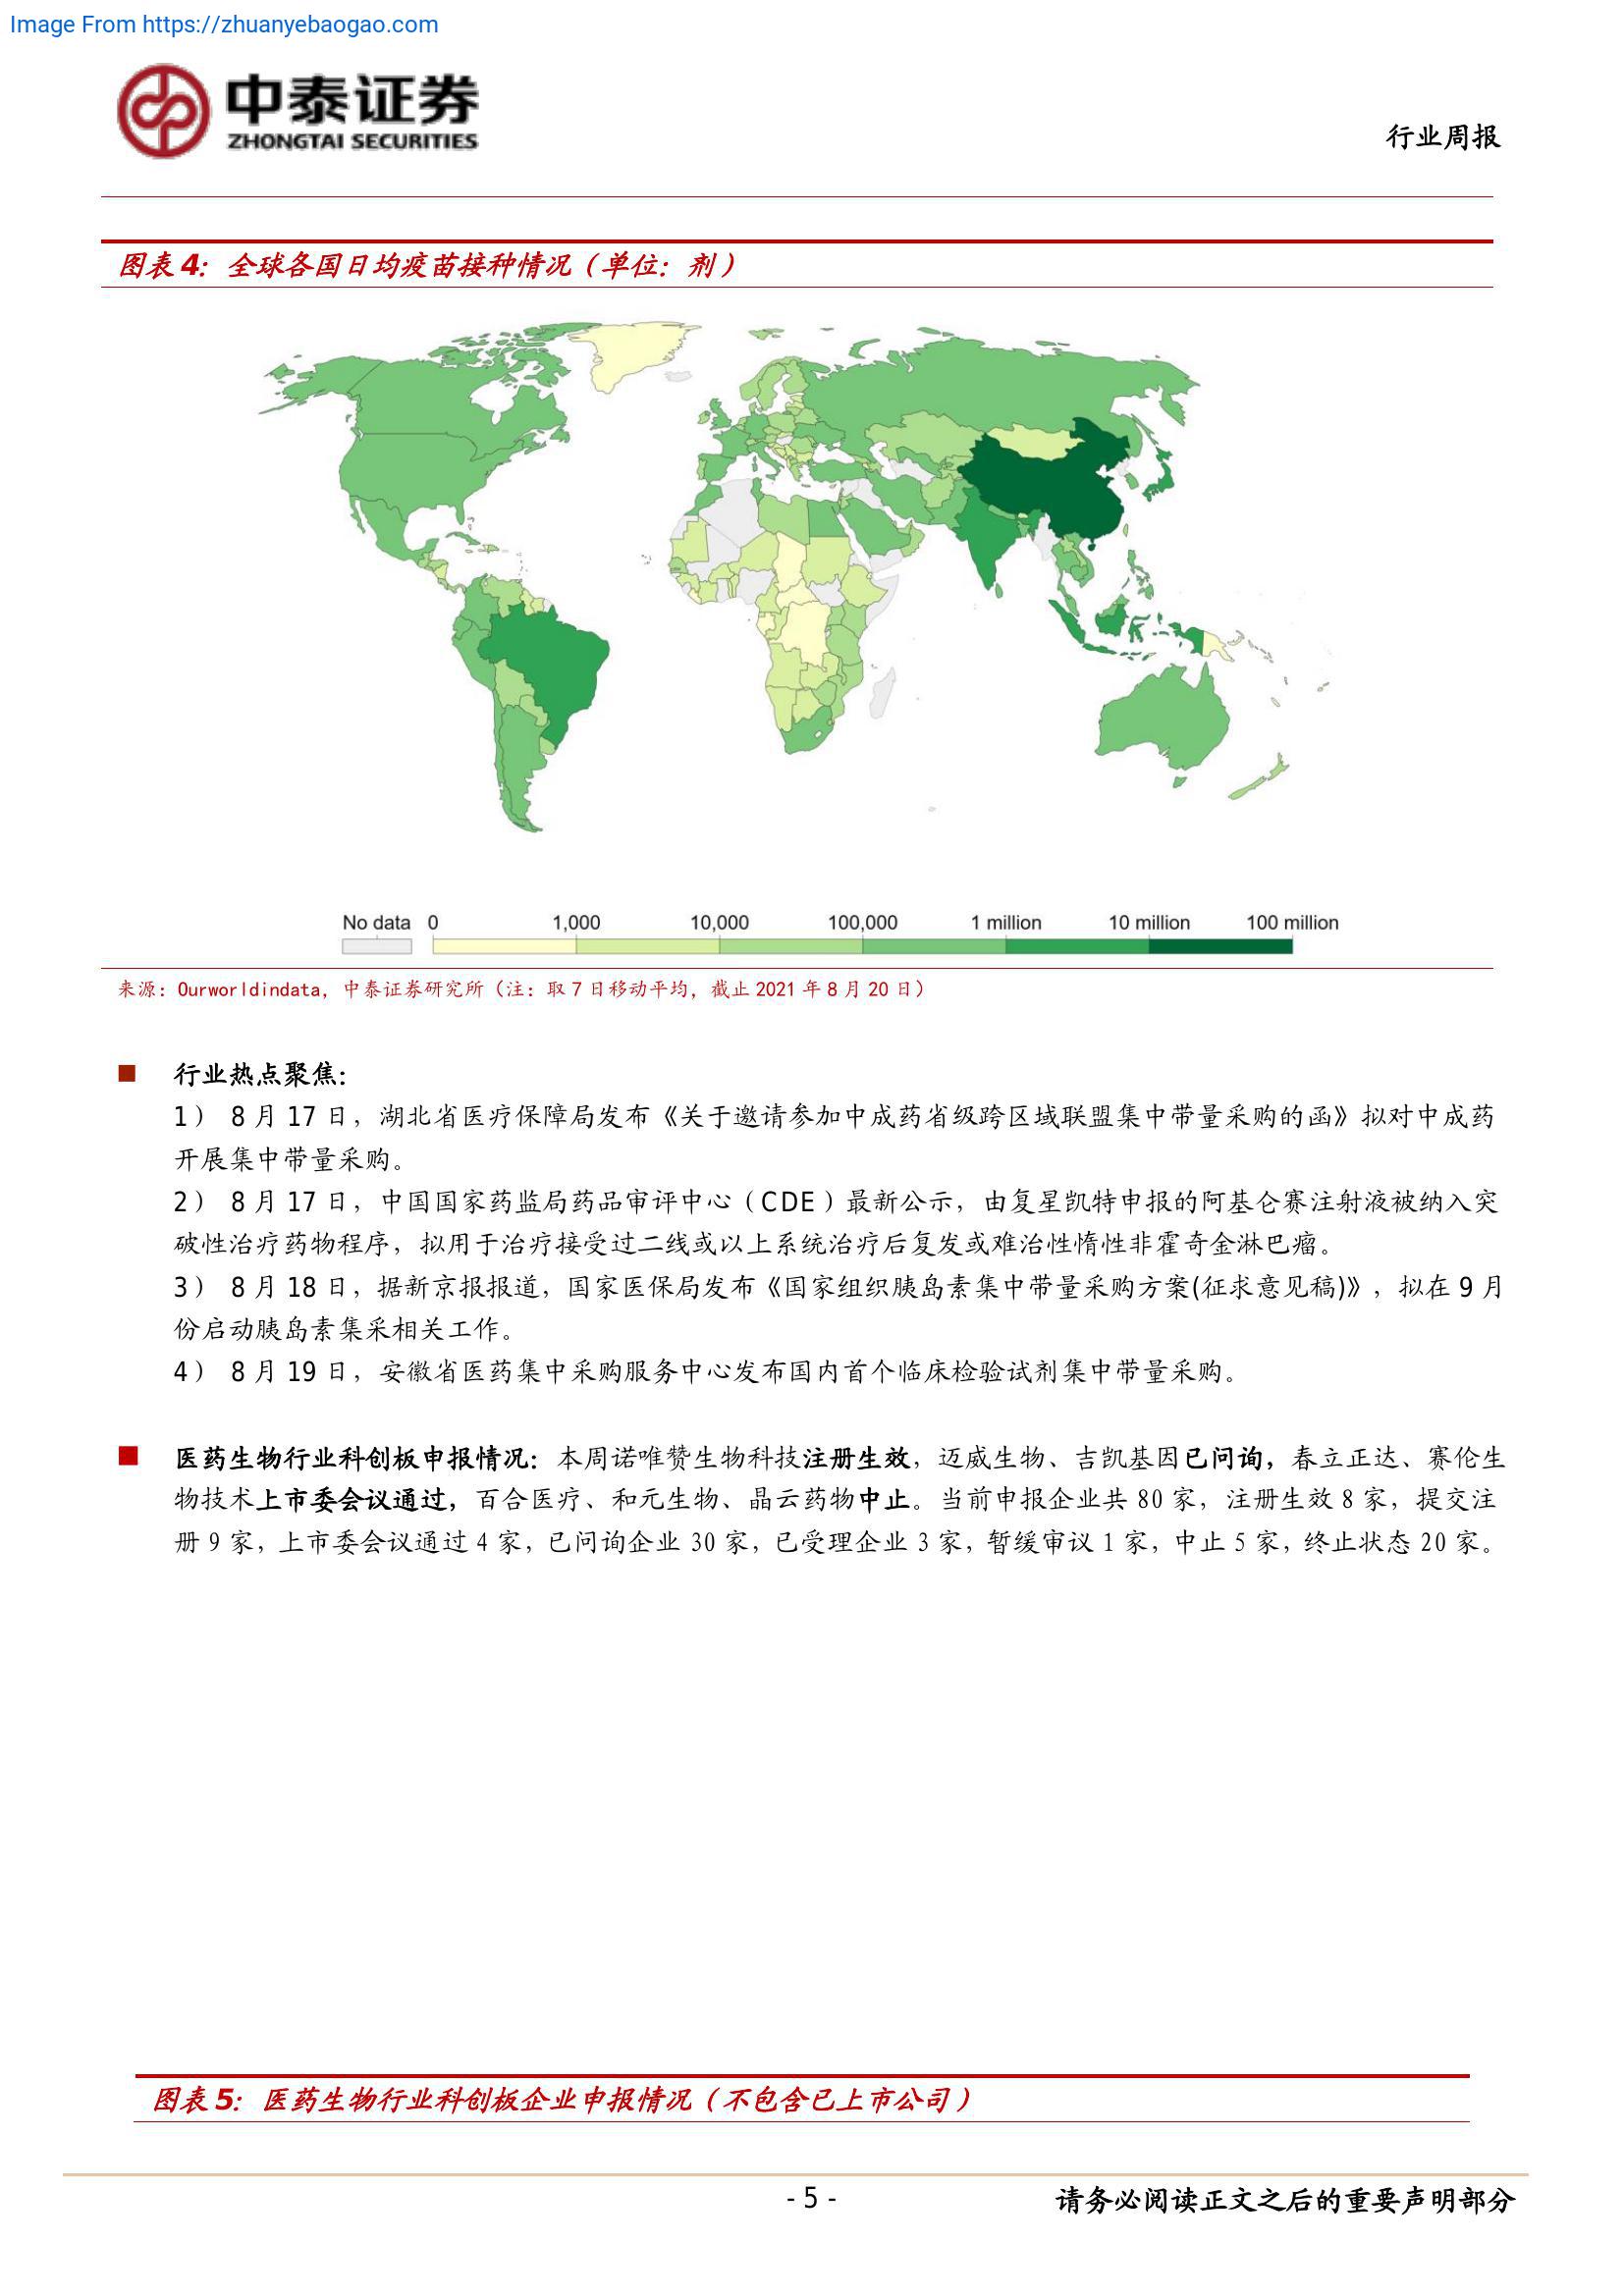 Image From https://zhuanyebaogao.com
中泰证券
ZHONGTAI SECURITIES
行业周报
图表 4：全球各国日均疫苗接种情况（单位：剂）
No data 0 1,000 10,000 100,000 1 million 10 million 100 million
来源：Ourworldindata，中泰证券研究所（注：取 7 日移动平均，截止 2021 年 8 月 20 日）
■ 行业热点聚焦：
1） 8 月 17 日，湖北省医疗保障局发布《关于邀请参加中成药省级跨区域联盟集中带量采购的函》拟对中成药
开展集中带量采购。
2） 8 月 17 日，中国国家药监局药品审评中心（CDE）最新公示，由复星凯特申报的阿基仑赛注射液被纳入突
破性治疗药物程序，拟用于治疗接受过二线或以上系统治疗后复发或难治性惰性非霍奇金淋巴瘤。
3） 8 月 18 日，据新京报报道，国家医保局发布《国家组织胰岛素集中带量采购方案(征求意见稿)》，拟在 9 月
份启动胰岛素集采相关工作。
4） 8 月 19 日，安徽省医药集中采购服务中心发布国内首个临床检验试剂集中带量采购。
■ 医药生物行业科创板申报情况：本周诺唯赞生物科技注册生效，迈威生物、吉凯基因已问询，春立正达、赛伦生
物技术上市委会议通过，百合医疗、和元生物、晶云药物中止。当前申报企业共 80 家，注册生效 8 家，提交注
册 9 家，上市委会议通过 4 家，已问询企业 30 家，已受理企业 3 家，暂缓审议 1 家，中止 5 家，终止状态 20 家。
图表 5：医药生物行业科创板企业申报情况（不包含已上市公司）
- 5 -
请务必阅读正文之后的重要声明部分